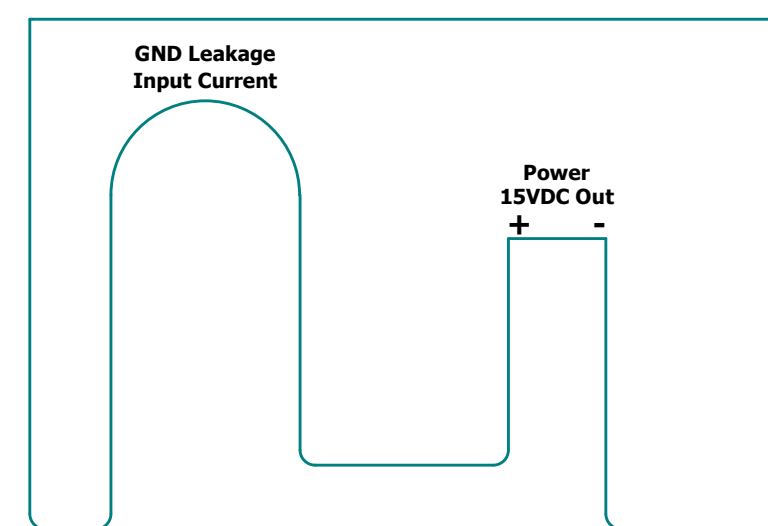 GND Leakage
Input Current
Power
15VDC Out
+ -